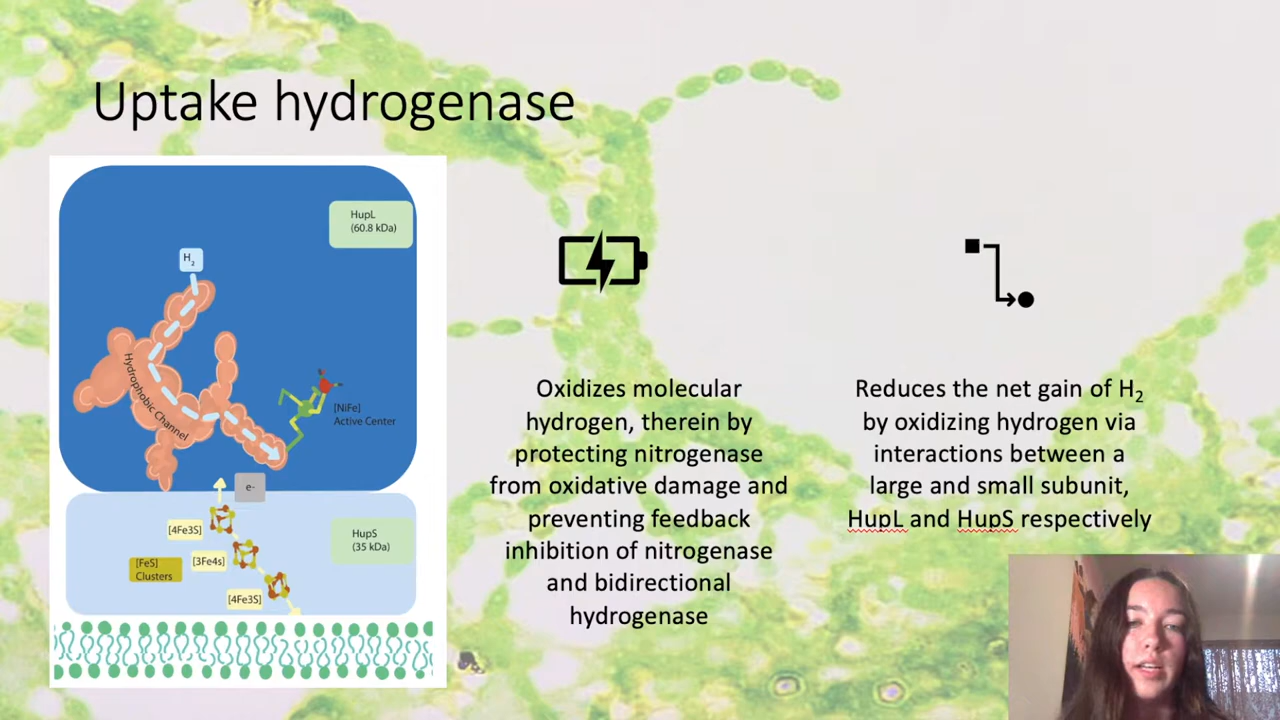 Uptake hydrogenase
HupL
(60.8 kDa)
H₂
Hydrophobic Channel
[NiFe]
Active Center
e-
[4Fe3S]
HupS
(35 kDa)
[3Fe4s]
[FeS]
Clusters
[4Fe3S]
Oxidizes molecular
hydrogen, therein by
protecting nitrogenase
from oxidative damage and
preventing feedback
inhibition of nitrogenase
and bidirectional
hydrogenase
Reduces the net gain of H₂
by oxidizing hydrogen via
interactions between a
large and small subunit,
HupL and HupS respectively